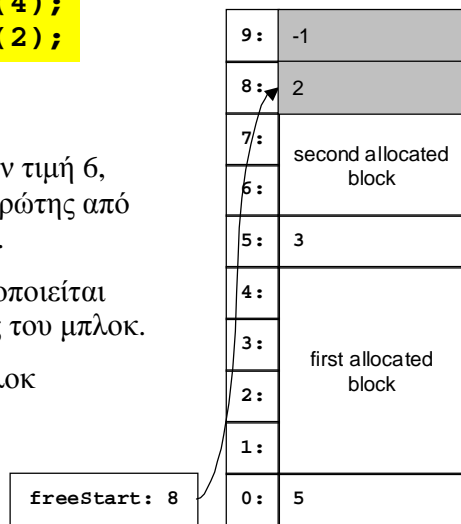 (4);
(2);
ν τιμή 6,
ρώτης από
.
οποιείται
ς του μπλοκ.
λοκ
9: -1
8: 2
7:
second allocated
block
6:
5: 3
4:
3:
first allocated
block
2:
1:
0: 5
freeStart: 8